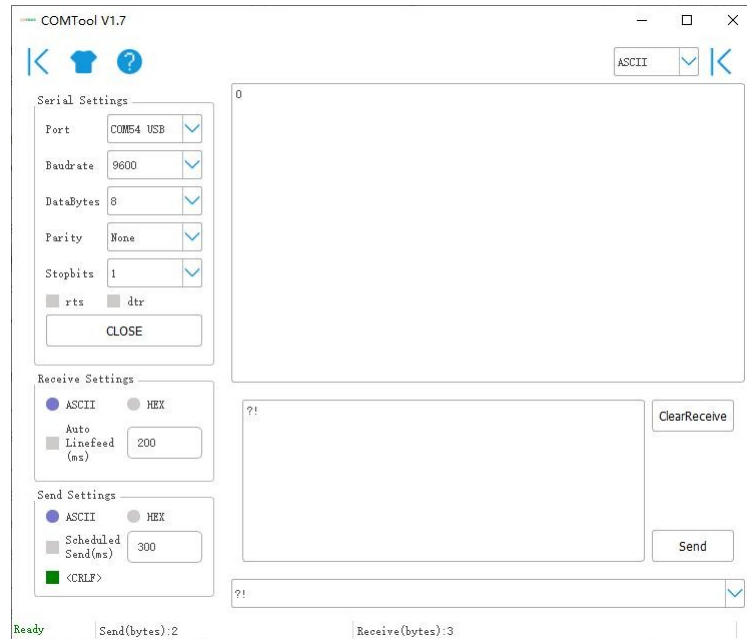 COMTool V1.7
ASCII
Serial Settings
Port COM54 USB
Baudrate 9600
DataBytes 8
Parity None
Stopbits 1
rts dtr
CLOSE
0
Receive Settings
ASCII HEX
Auto
Linefeed
(ms)
200
?!
ClearReceive
Send Settings
ASCII HEX
Scheduled
Send(ms)
300
<CRLF>
Send
?!
Ready Send(bytes):2 Receive(bytes):3